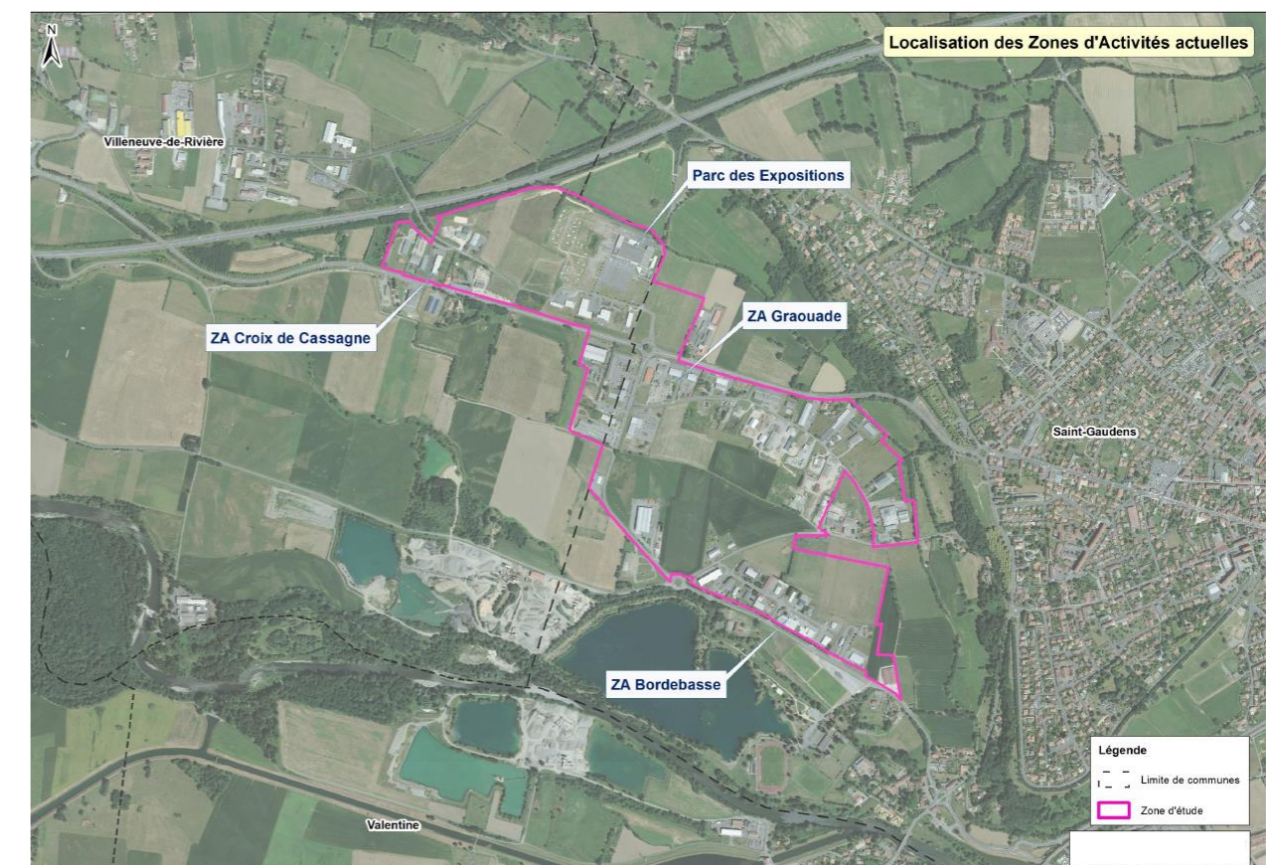 N
Localisation des Zones d'Activités actuelles
Villeneuve-de-Rivière
Parc des Expositions
ZA Croix de Cassagne
ZA Graouade
Saint-Gaudens
ZA Bordebasse
Valentine
Légende
Limite de communes
Zone d'étude